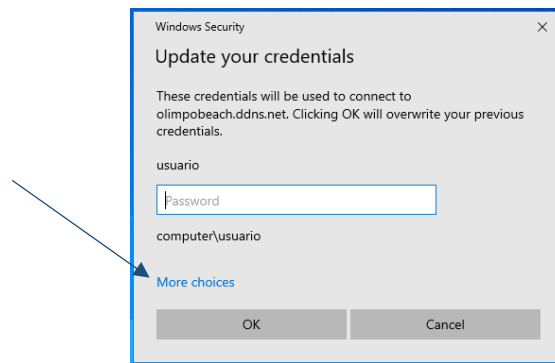 Windows Security
Update your credentials
These credentials will be used to connect to
olimpobeach.ddns.net. Clicking OK will overwrite your previous
credentials.
usuario
Password
computer\usuario
More choices
OK
Cancel